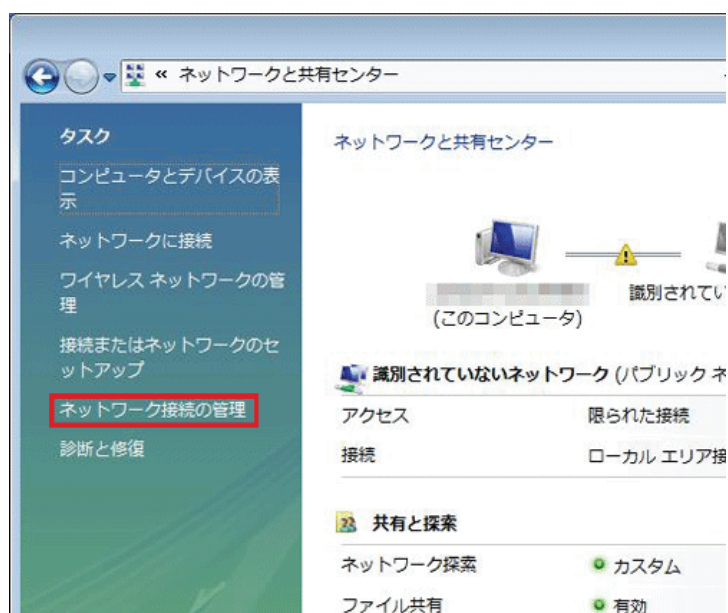 « ネットワークと共有センター
タスク
コンピュータとデバイスの表
示
ネットワークに接続
ワイヤレス ネットワークの管
理
接続またはネットワークのセ
ットアップ
ネットワーク接続の管理
診断と修復
ネットワークと共有センター
(このコンピュータ)
識別されてい
識別されていないネットワーク (パブリック ネ
アクセス 限られた接続
接続 ローカル エリア接
共有と探索
ネットワーク探索 カスタム
ファイル共有 有効